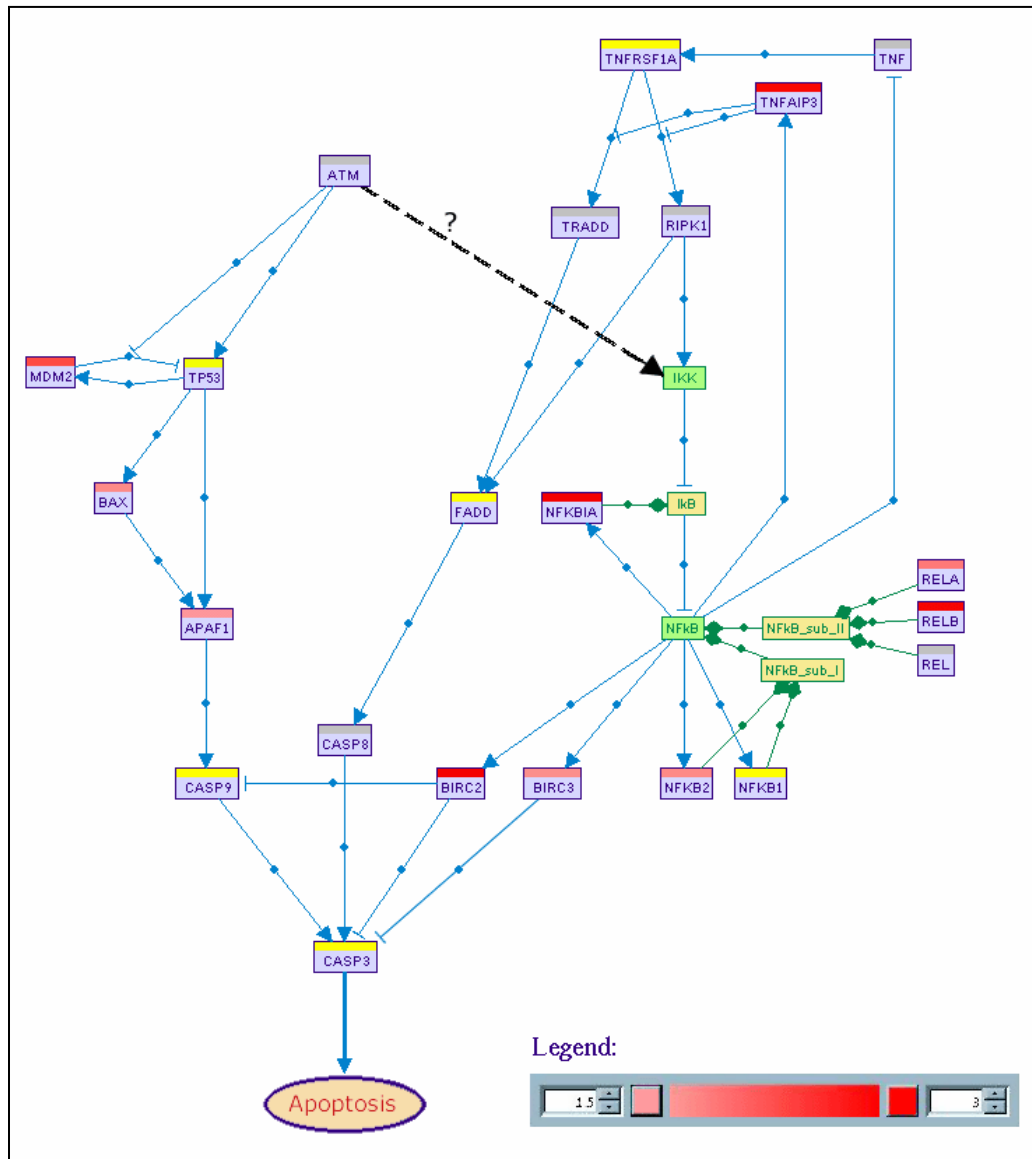 TNFRSF1A
TNF
TNFAIP3
ATM
?
TRADD
RIPK1
MDM2
TP53
IKK
BAX
FADD
NFKBIA
IkB
RELA
APAF1
NFkB
NFkB_sub_II
RELB
NFkB_sub_I
REL
CASP8
CASP9
BIRC2
BIRC3
NFKB2
NFKB1
CASP3
Legend:
1.5
3
Apoptosis